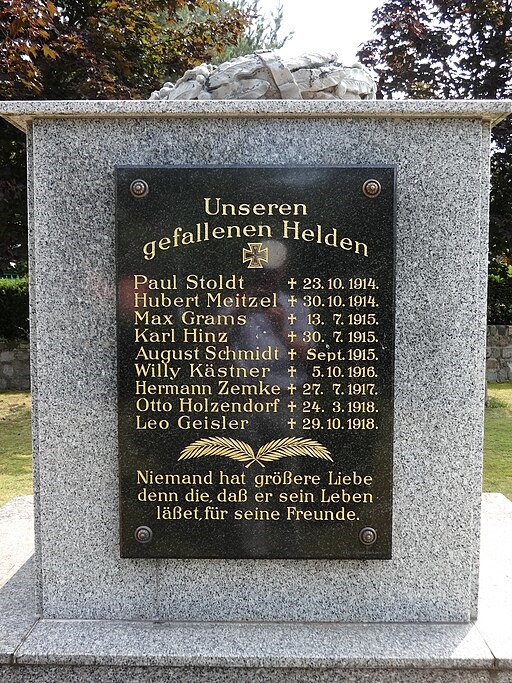 Unseren
gefallenen Helden
Paul Stoldt ✝ 23.10.1914.
Hubert Meitzel ✝ 30.10.1914.
Max Grams ✝ 13. 7. 1915.
Karl Hinz ✝ 30. 7. 1915.
August Schmidt ✝ Sept. 1915.
Willy Kästner ✝ 5.10.1916.
Hermann Zemke ✝ 27. 7. 1917.
Otto Holzendorf ✝ 24. 3. 1918.
Leo Geisler ✝ 29.10.1918.
Niemand hat größere Liebe
denn die, daß er sein Leben
läßet, für seine Freunde.